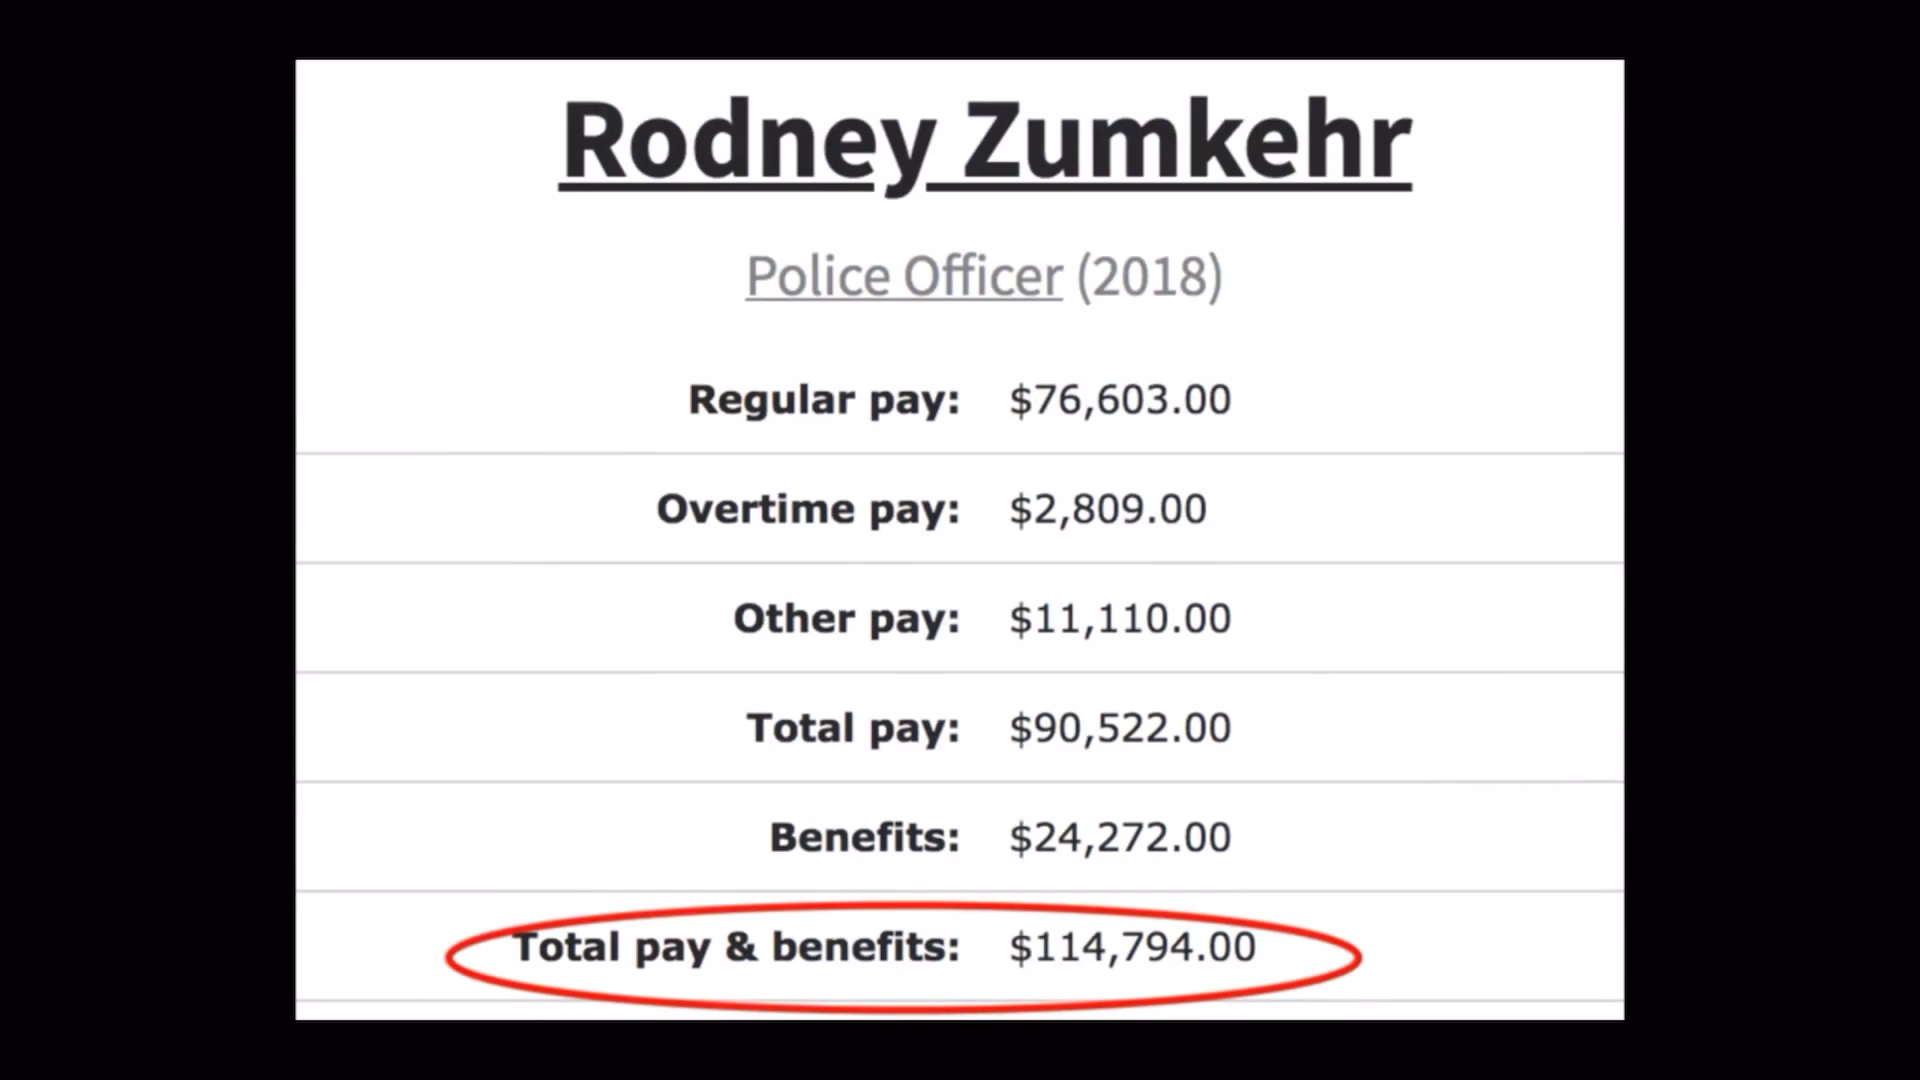 Rodney Zumkehr
Police Officer (2018)
Regular pay: $76,603.00
Overtime pay: $2,809.00
Other pay: $11,110.00
Total pay: $90,522.00
Benefits: $24,272.00
Total pay & benefits: $114,794.00